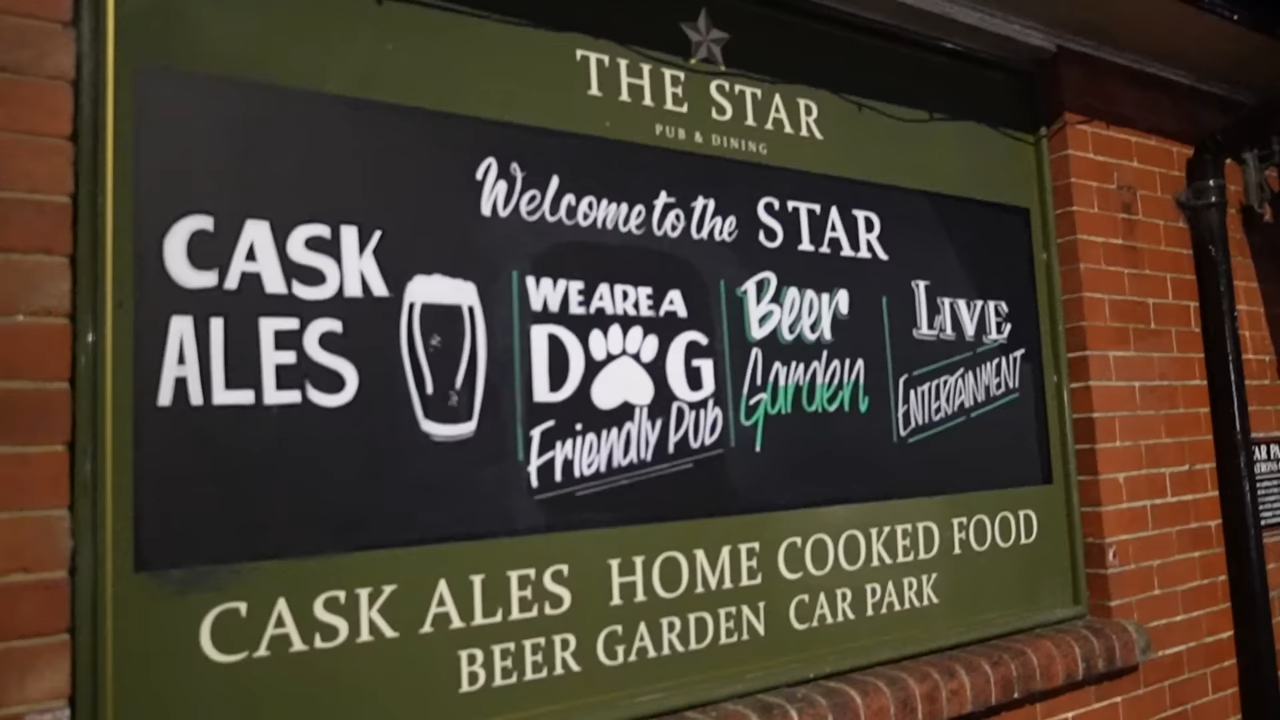 THE STAR
PUB & DINING
Welcome to the STAR
CASK
ALES
WE ARE A
DOG
Friendly Pub
Beer
Garden
LIVE
ENTERTAINMENT
CASK ALES HOME COOKED FOOD
BEER GARDEN CAR PARK